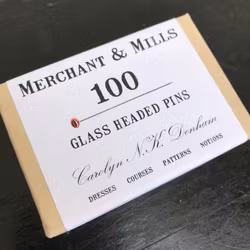 MERCHANT & MILLS
100
GLASS HEADED PINS
Carolyn N.K. Denham
DRESSES COURSES PATTERNS NOTIONS